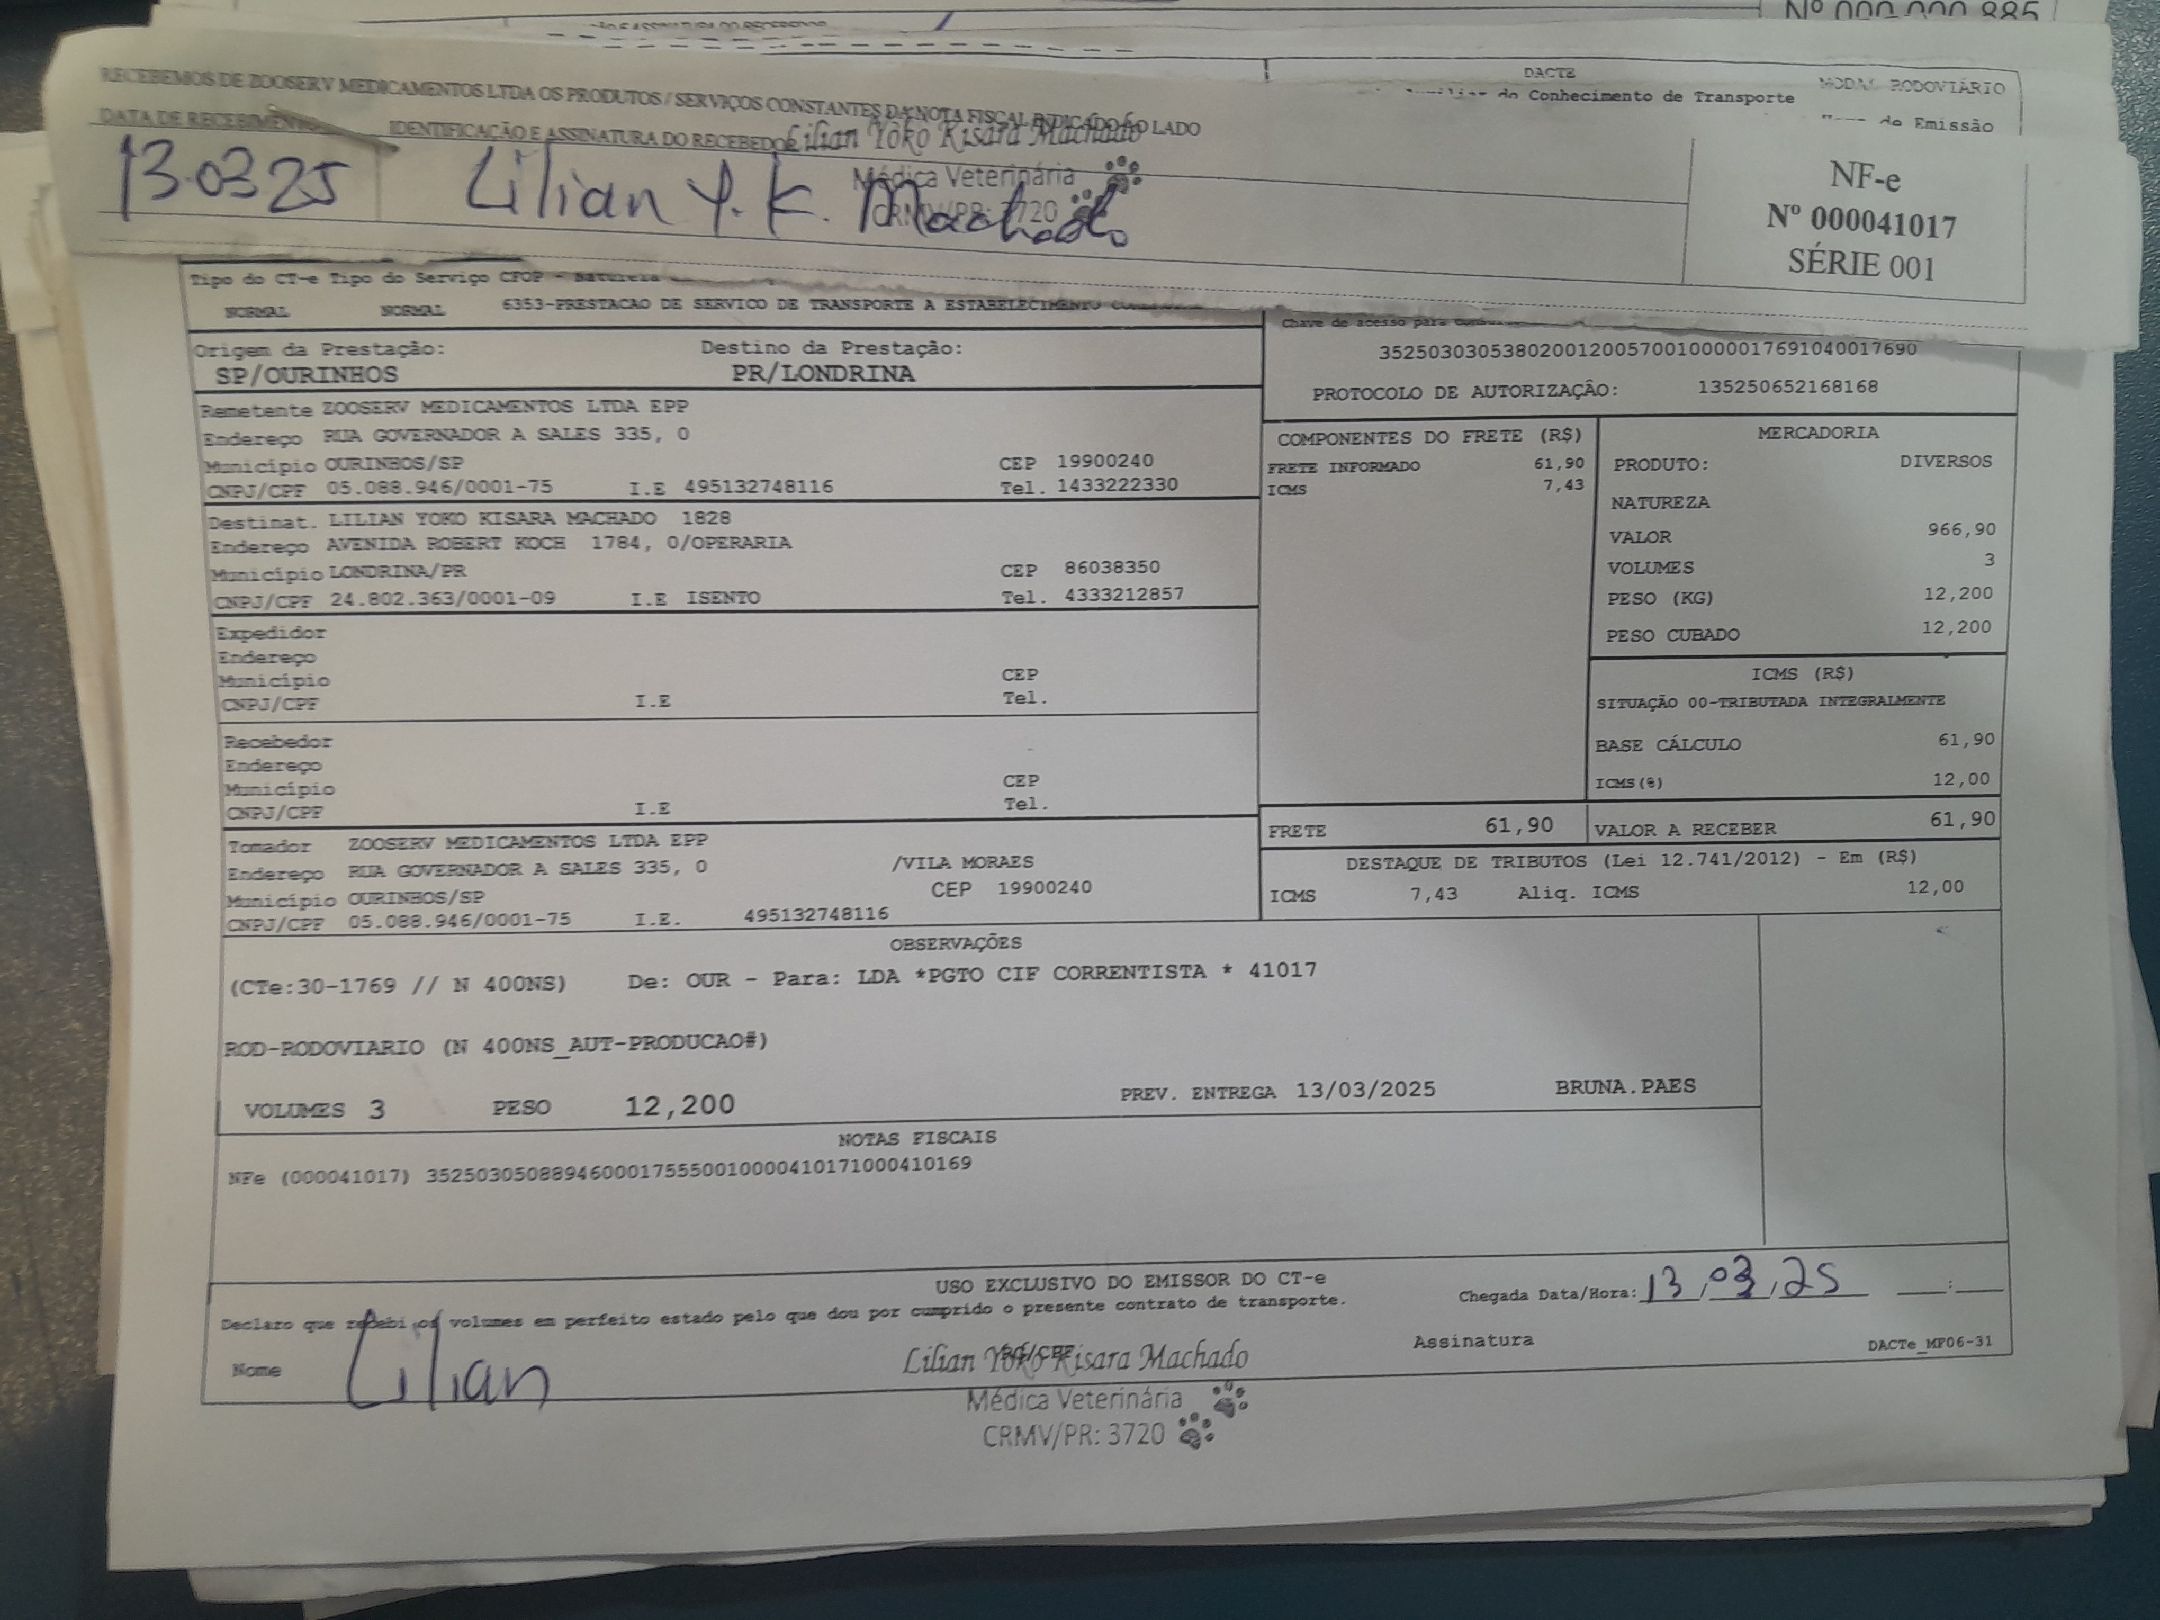 Nº 000.000.885
RECEBEMOS DE ZOOSERV MEDICAMENTOS LTDA OS PRODUTOS / SERVIÇOS CONSTANTES DA NOTA FISCAL INDICADO AO LADO
DATA DE RECEBIMENTO IDENTIFICAÇÃO E ASSINATURA DO RECEBEDOR
13.03.25 Lilian Y. K. Machado
Lilian Yoko Kisara Machado
Médica Veterinária
CRMV/PR: 3720
DACTE
MODAL RODOVIÁRIO
do Conhecimento de Transporte
de Emissão
NF-e
Nº 000041017
SÉRIE 001
Tipo do CT-e Tipo do Serviço CFOP - Natureza
NORMAL NORMAL 6353-PRESTACAO DE SERVICO DE TRANSPORTE A ESTABELECIMENTO
Chave de acesso para
Origem da Prestação: Destino da Prestação:
SP/OURINHOS PR/LONDRINA
35250303053802001200570010000017691040017690
PROTOCOLO DE AUTORIZAÇÃO: 135250652168168
Remetente ZOOSERV MEDICAMENTOS LTDA EPP
Endereço RUA GOVERNADOR A SALES 335, 0
Município OURINHOS/SP CEP 19900240
CNPJ/CPF 05.088.946/0001-75 I.E 495132748116 Tel. 1433222330
Destinat. LILIAN YOKO KISARA MACHADO 1828
Endereço AVENIDA ROBERT KOCH 1784, 0/OPERARIA
Município LONDRINA/PR CEP 86038350
CNPJ/CPF 24.802.363/0001-09 I.E ISENTO Tel. 4333212857
Expedidor
Endereço
Município CEP
CNPJ/CPF I.E Tel.
Recebedor
Endereço
Município CEP
CNPJ/CPF I.E Tel.
Tomador ZOOSERV MEDICAMENTOS LTDA EPP
Endereço RUA GOVERNADOR A SALES 335, 0 /VILA MORAES
Município OURINHOS/SP CEP 19900240
CNPJ/CPF 05.088.946/0001-75 I.E. 495132748116
COMPONENTES DO FRETE (R$)
FRETE INFORMADO 61,90
ICMS 7,43
MERCADORIA
PRODUTO: DIVERSOS
NATUREZA
VALOR 966,90
VOLUMES 3
PESO (KG) 12,200
PESO CUBADO 12,200
ICMS (R$)
SITUAÇÃO 00-TRIBUTADA INTEGRALMENTE
BASE CÁLCULO 61,90
ICMS(%) 12,00
FRETE 61,90 VALOR A RECEBER 61,90
DESTAQUE DE TRIBUTOS (Lei 12.741/2012) - Em (R$)
ICMS 7,43 Aliq. ICMS 12,00
OBSERVAÇÕES
(CTe:30-1769 // N 400NS) De: OUR - Para: LDA *PGTO CIF CORRENTISTA * 41017
ROD-RODOVIARIO (N 400NS_AUT-PRODUCAO#)
VOLUMES 3 PESO 12,200 PREV. ENTREGA 13/03/2025 BRUNA.PAES
NOTAS FISCAIS
NFe (000041017) 35250305088946000175550010000410171000410169
USO EXCLUSIVO DO EMISSOR DO CT-e
Declaro que recebi os volumes em perfeito estado pelo que dou por cumprido o presente contrato de transporte.
Chegada Data/Hora: 13,03,25 :
Nome Lilian RG/CPF Assinatura DACTe_MF06-31
Lilian Yoko Kisara Machado
Médica Veterinária
CRMV/PR: 3720